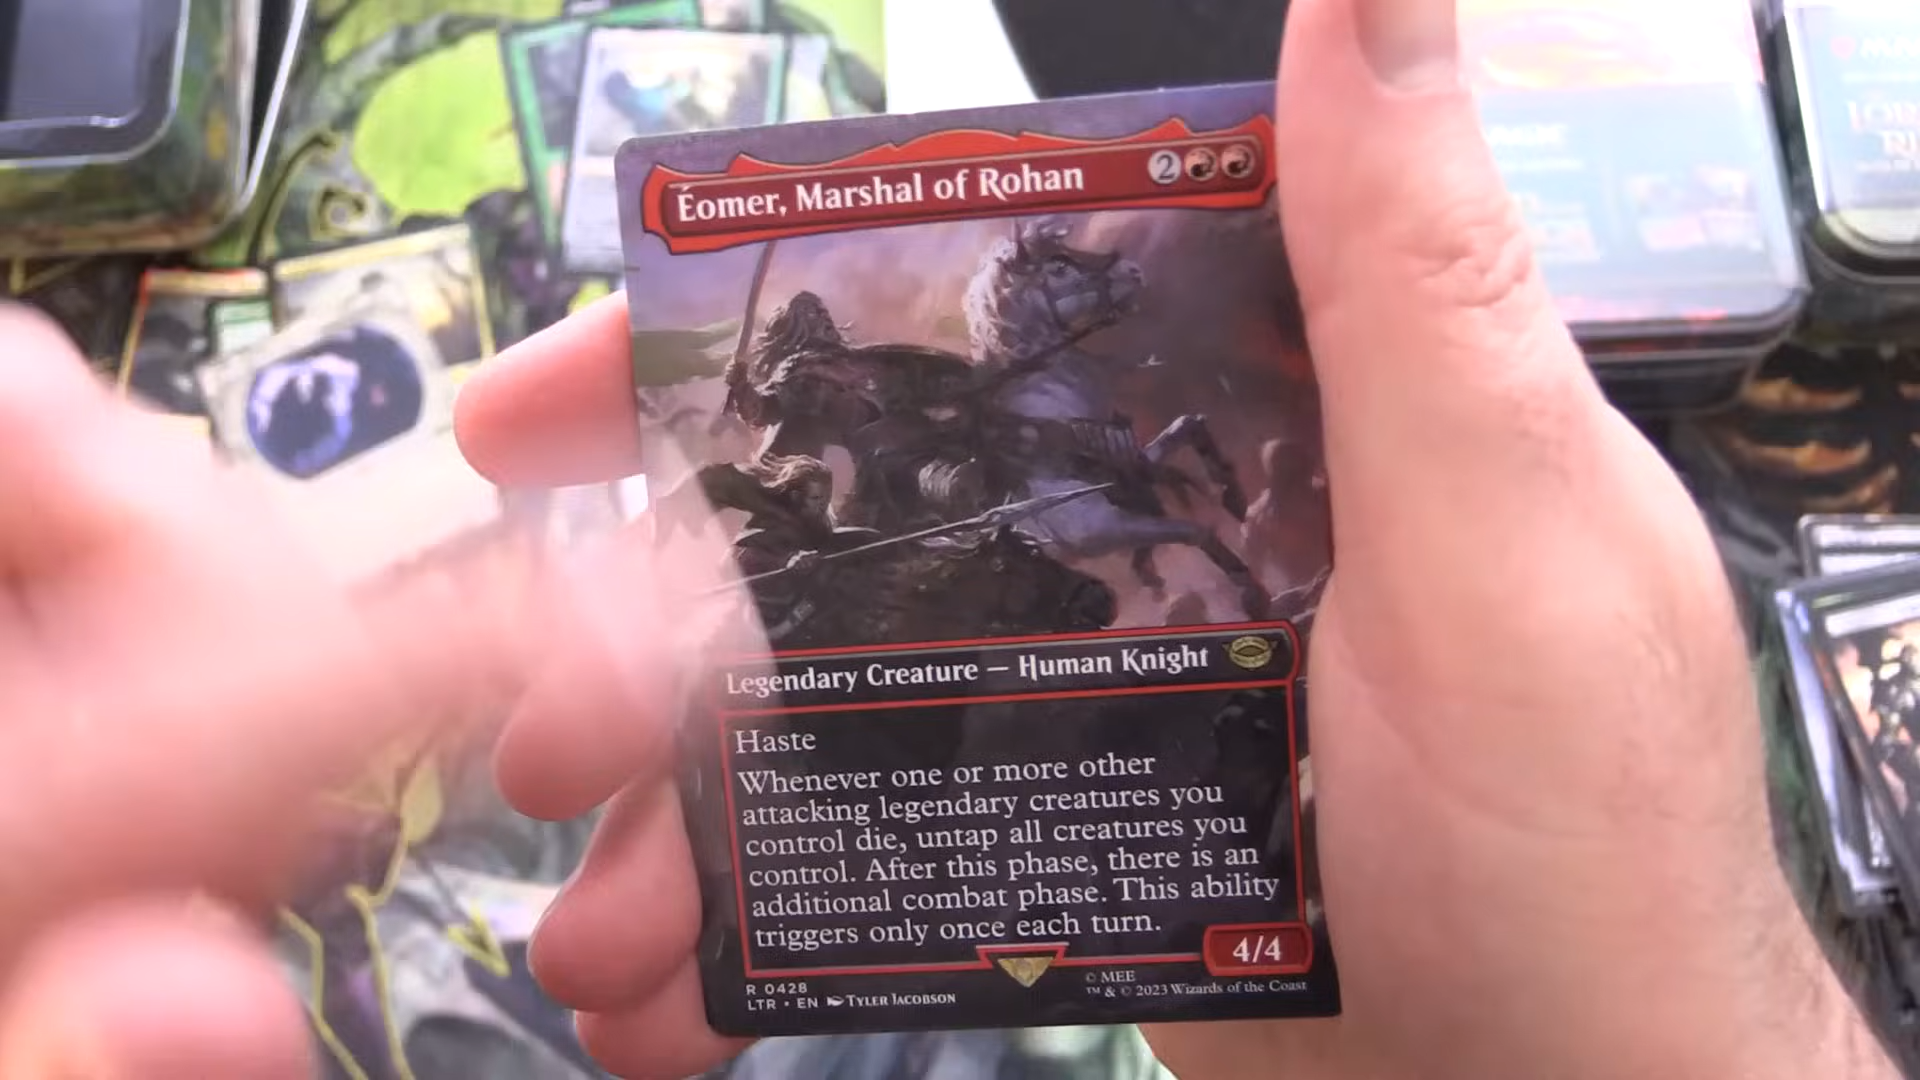 Éomer, Marshal of Rohan 2
Legendary Creature — Human Knight
Haste
Whenever one or more other
attacking legendary creatures you
control die, untap all creatures you
control. After this phase, there is an
additional combat phase. This ability
triggers only once each turn.
4/4
R 0428
LTR • EN Tyler Jacobson
© MEE
™ & © 2023 Wizards of the Coast